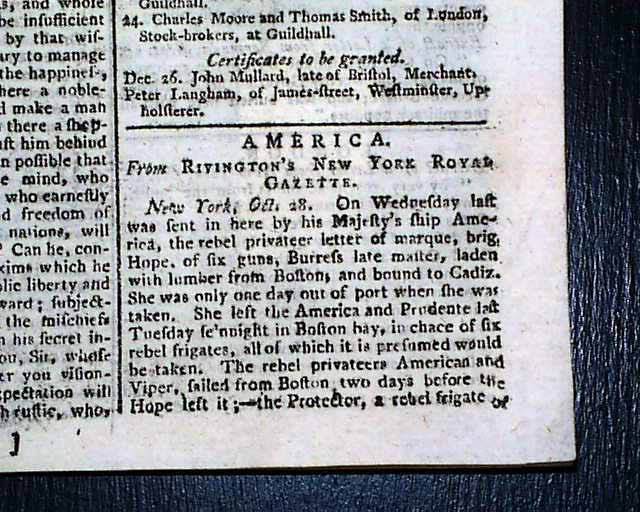 s, and whole
be insufficient
by that wis-
ary to manage
the happiness,
here a noble-
d make a man
there a shep-
ust him behind
n possible that
e mind, who
who earnestly
d freedom of
nations, will
? Can he, con-
xims which he
lic liberty and
ward; subject-
the mischiefs
n his secret in-
ou, Sir, whose
er you vision-
pectation will
h rustic, who,
]
Guildhall.
24. Charles Moore and Thomas Smith, of London,
Stock-brokers, at Guildhall.
Certificates to be granted.
Dec. 26. John Mullard, late of Bristol, Merchant.
Peter Langham, of James-street, Westminster, Up-
holsterer.
AMERICA.
From RIVINGTON'S NEW YORK ROYAL
GAZETTE.
New York, Oct. 28. On Wednesday last
was sent in here by his Majesty's ship Ame-
rica, the rebel privateer letter of marque, brig,
Hope, of six guns, Burress late master, laden
with lumber from Boston, and bound to Cadiz.
She was only one day out of port when she was
taken. She left the America and Prudente last
Tuesday se'nnight in Boston bay, in chace of six
rebel frigates, all of which it is presumed would
be taken. The rebel privateers American and
Viper, sailed from Boston two days before the
Hope left it;—the Protector, a rebel frigate of